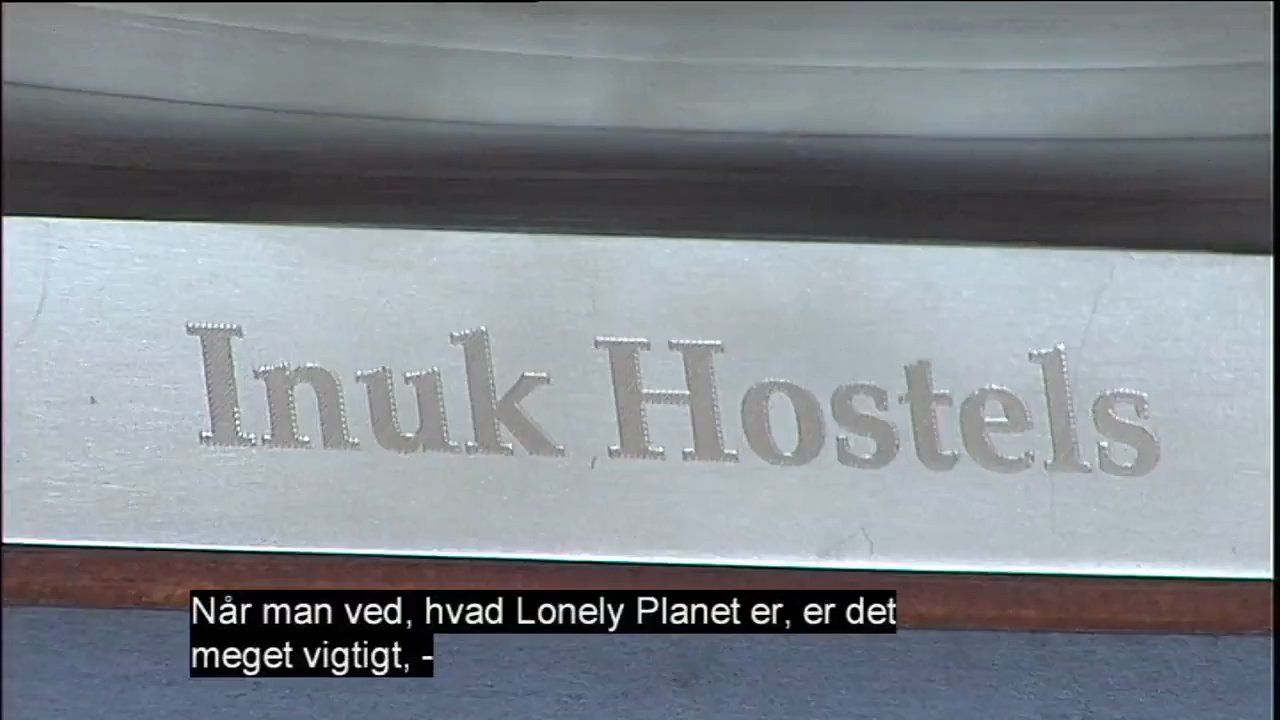 Inuk Hostels
Når man ved, hvad Lonely Planet er, er det
meget vigtigt, -